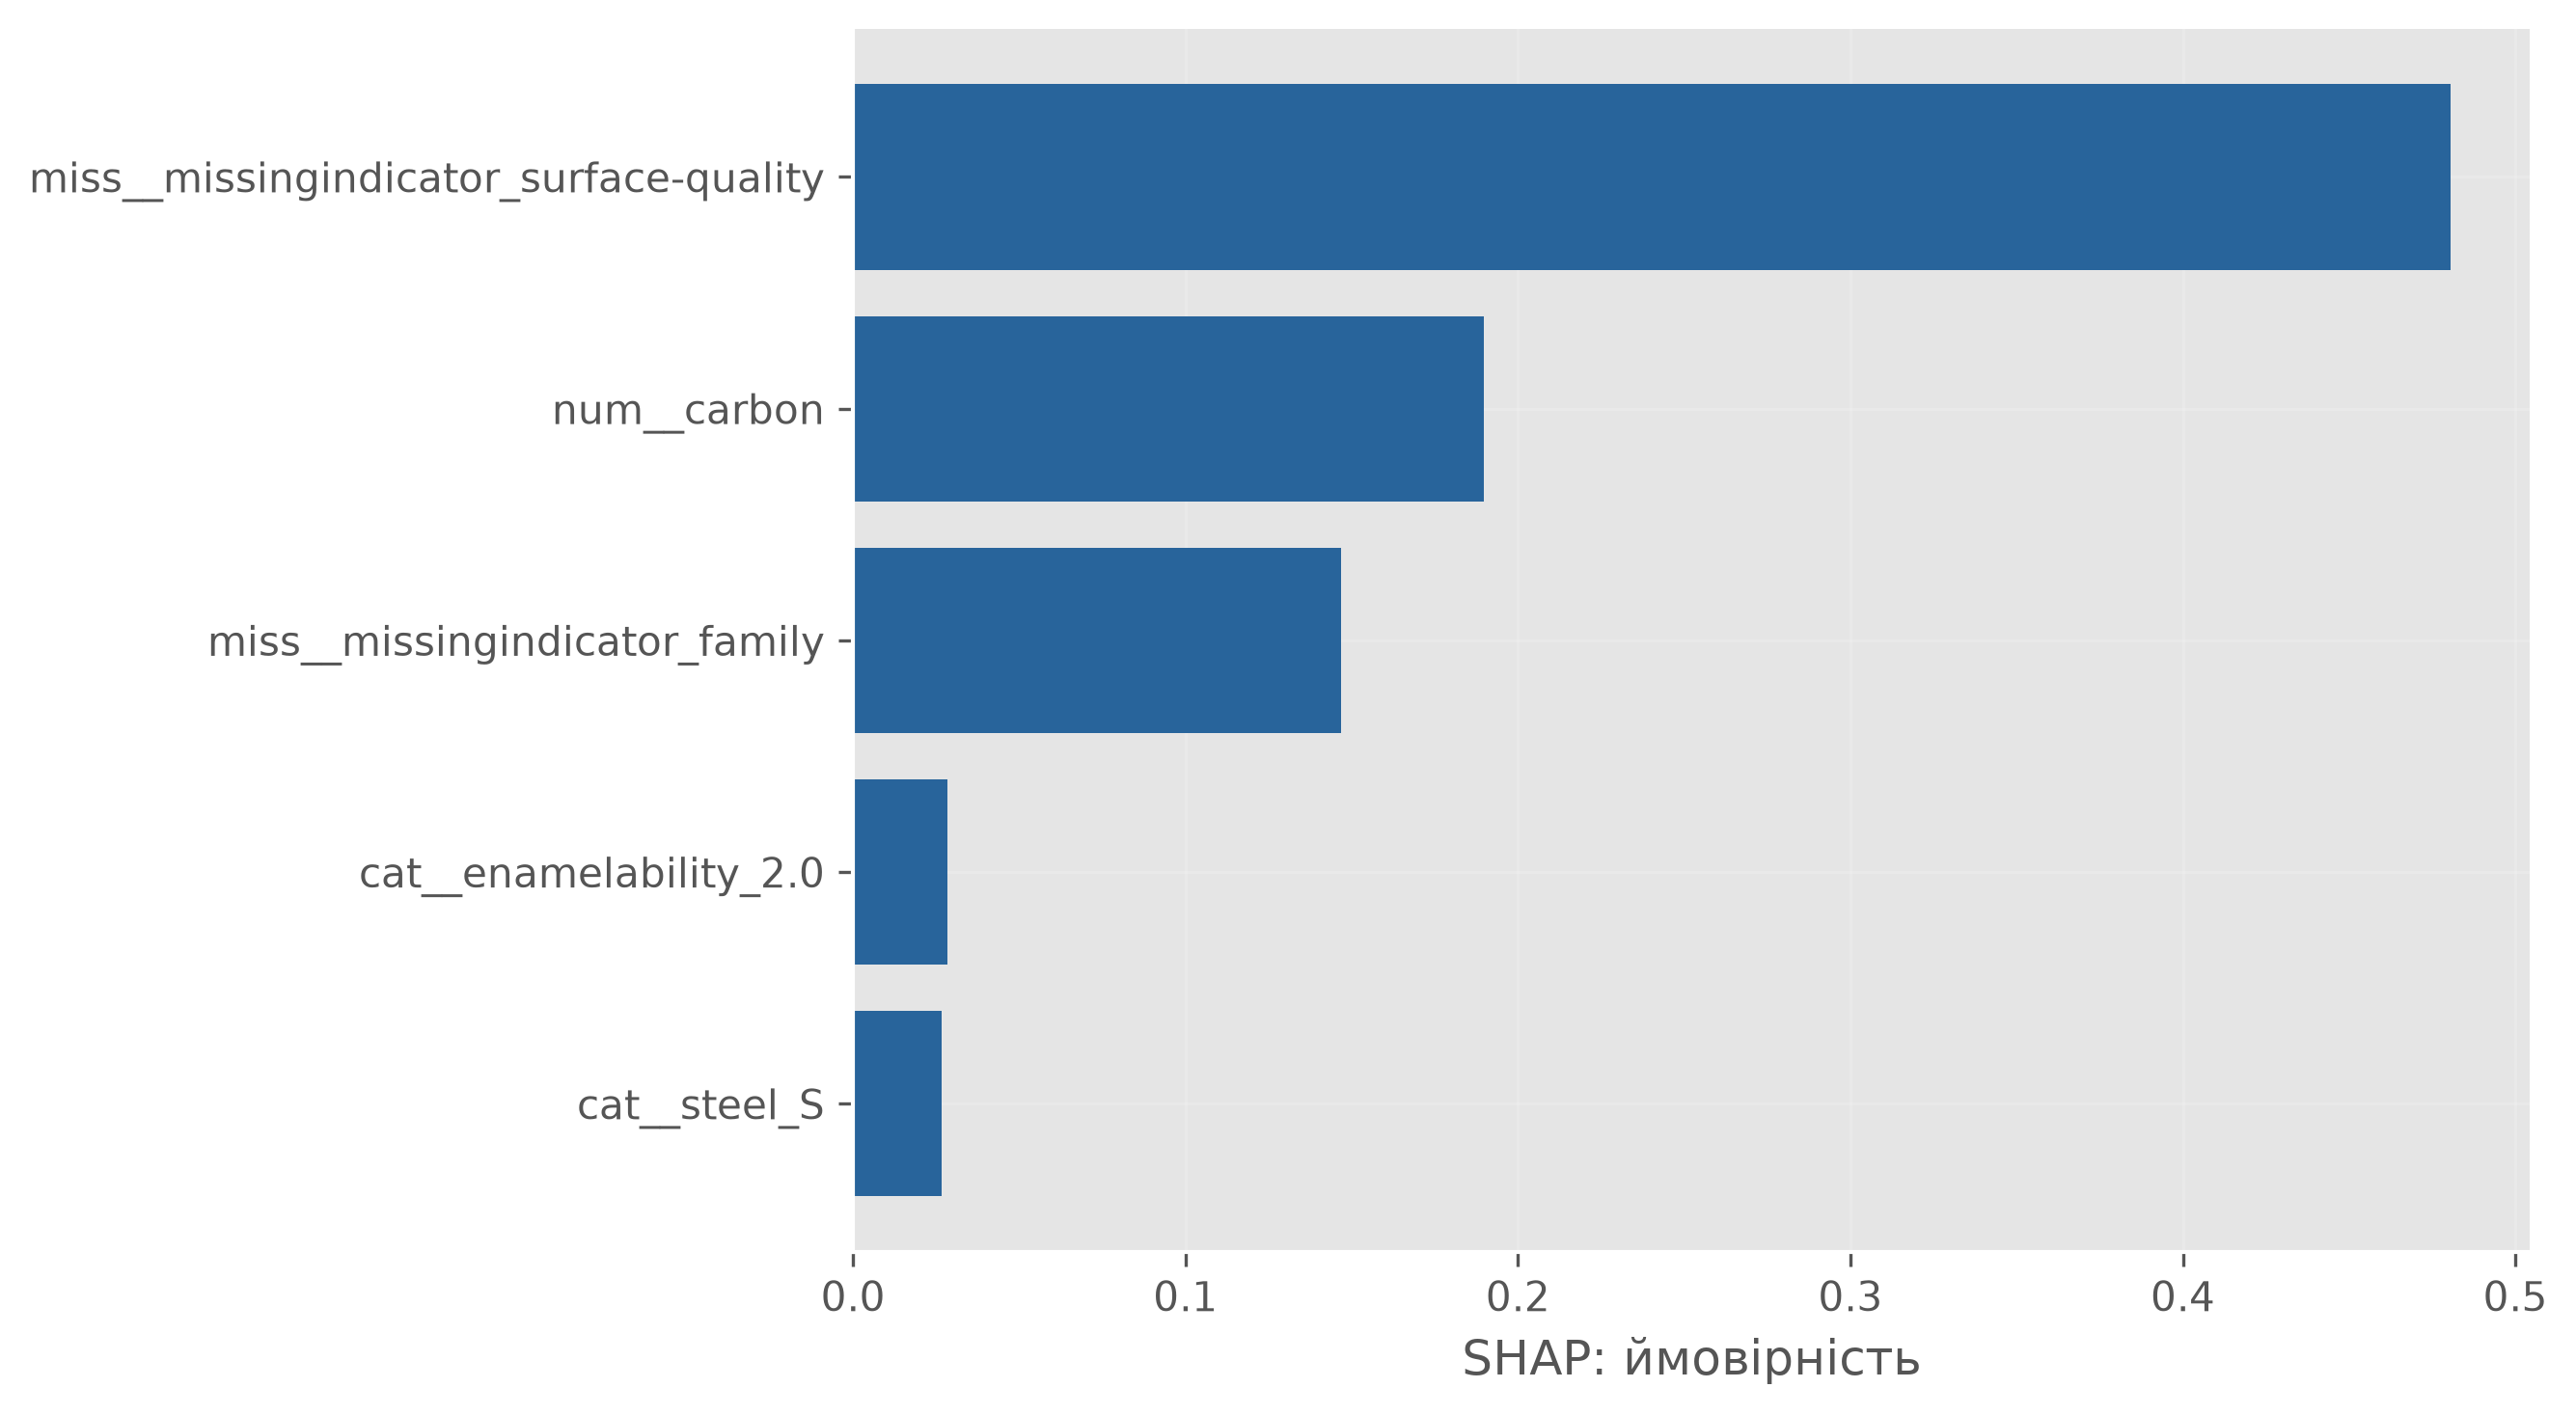 miss__missingindicator_surface-quality
num__carbon
miss__missingindicator_family
cat__enamelability_2.0
cat__steel_S
0.0 0.1 0.2 0.3 0.4 0.5
SHAP: ймовірність